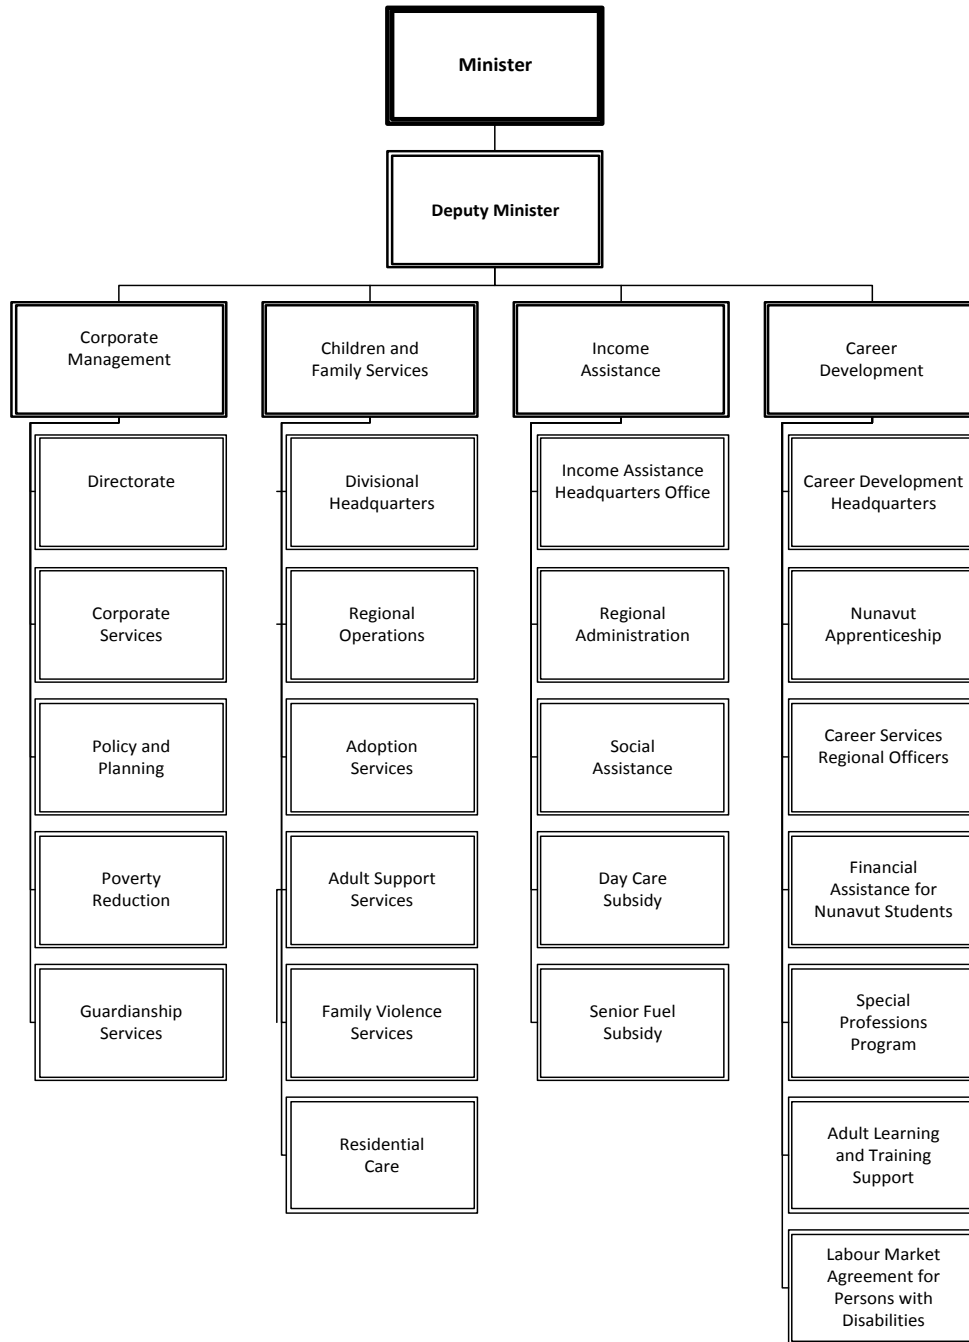 Minister
Deputy Minister
Corporate
Management
Children and
Family Services
Income
Assistance
Career
Development
Directorate
Divisional
Headquarters
Income Assistance
Headquarters Office
Career Development
Headquarters
Corporate
Services
Regional
Operations
Regional
Administration
Nunavut
Apprenticeship
Policy and
Planning
Adoption
Services
Social
Assistance
Career Services
Regional Officers
Poverty
Reduction
Adult Support
Services
Day Care
Subsidy
Financial
Assistance for
Nunavut Students
Guardianship
Services
Family Violence
Services
Senior Fuel
Subsidy
Special
Professions
Program
Residential
Care
Adult Learning
and Training
Support
Labour Market
Agreement for
Persons with
Disabilities